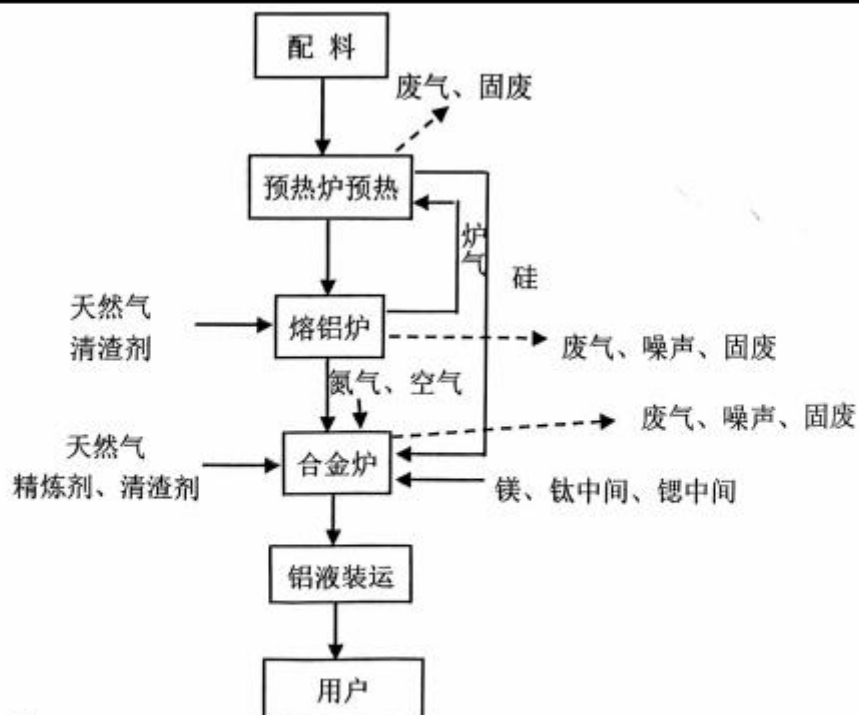 配 料
废气、固废
预热炉预热
炉
气
硅
天然气
清渣剂
熔铝炉
废气、噪声、固废
氮气、空气
废气、噪声、固废
天然气
精炼剂、清渣剂
合金炉
镁、钛中间、锶中间
铝液装运
用户